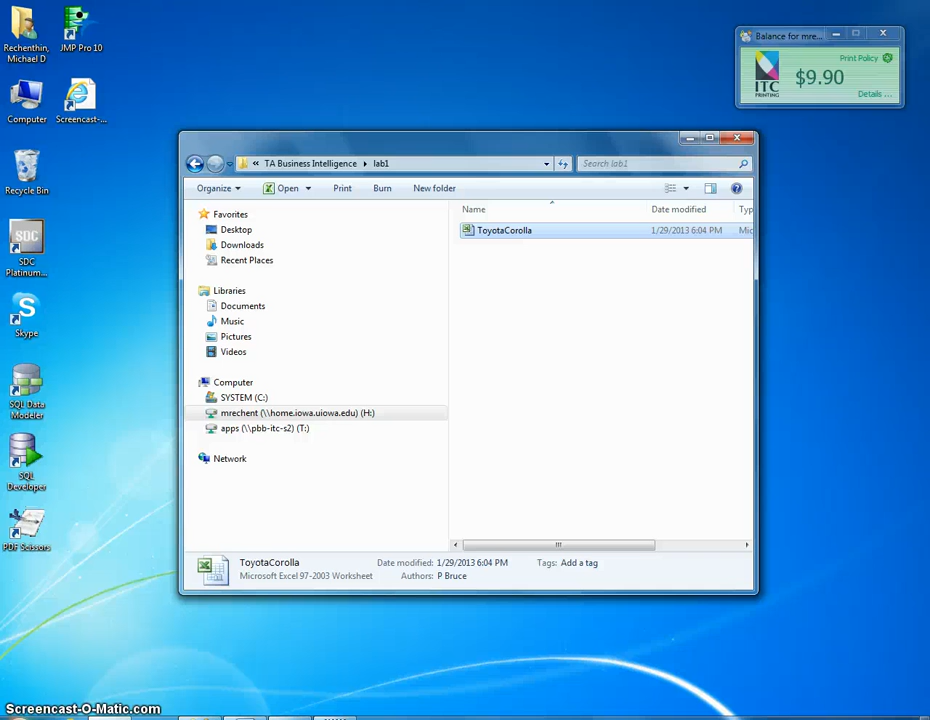 Rechenthin, Michael D
JMP Pro 10
Computer
Screencast-...
Recycle Bin
SDC
SDC Platinum...
Skype
SQL Data Modeler
SQL Developer
PDF Scissors
Balance for mre...
Print Policy
ITC
PRINTING
$9.90
Details ...
« TA Business Intelligence lab1
Search lab1
Organize Open Print Burn New folder
Favorites
Desktop
Downloads
Recent Places
Libraries
Documents
Music
Pictures
Videos
Computer
SYSTEM (C:)
mrechent (\\home.iowa.uiowa.edu) (H:)
apps (\\pbb-itc-s2) (T:)
Network
Name Date modified Typ
ToyotaCorolla 1/29/2013 6:04 PM Mic
ToyotaCorolla Date modified: 1/29/2013 6:04 PM Tags: Add a tag
Microsoft Excel 97-2003 Worksheet Authors: P Bruce
Screencast-O-Matic.com